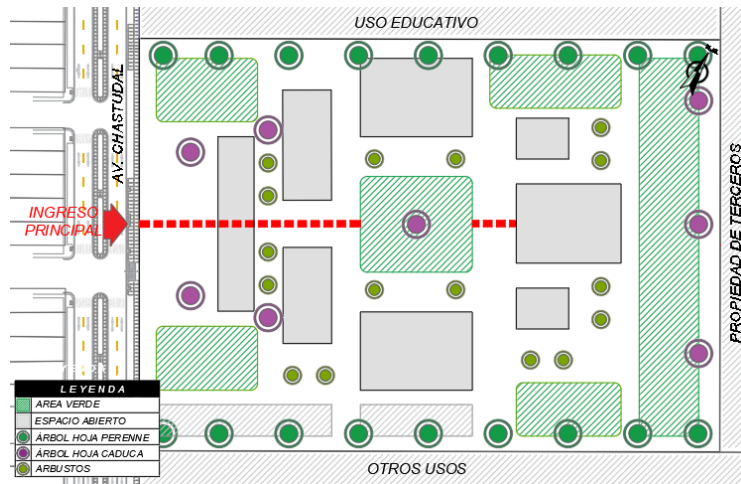 USO EDUCATIVO
AV. CHASTUDAL
INGRESO
PRINCIPAL
PROPIEDAD DE TERCEROS
LEYENDA
AREA VERDE
ESPACIO ABIERTO
ÁRBOL HOJA PERENNE
ÁRBOL HOJA CADUCA
ARBUSTOS
OTROS USOS